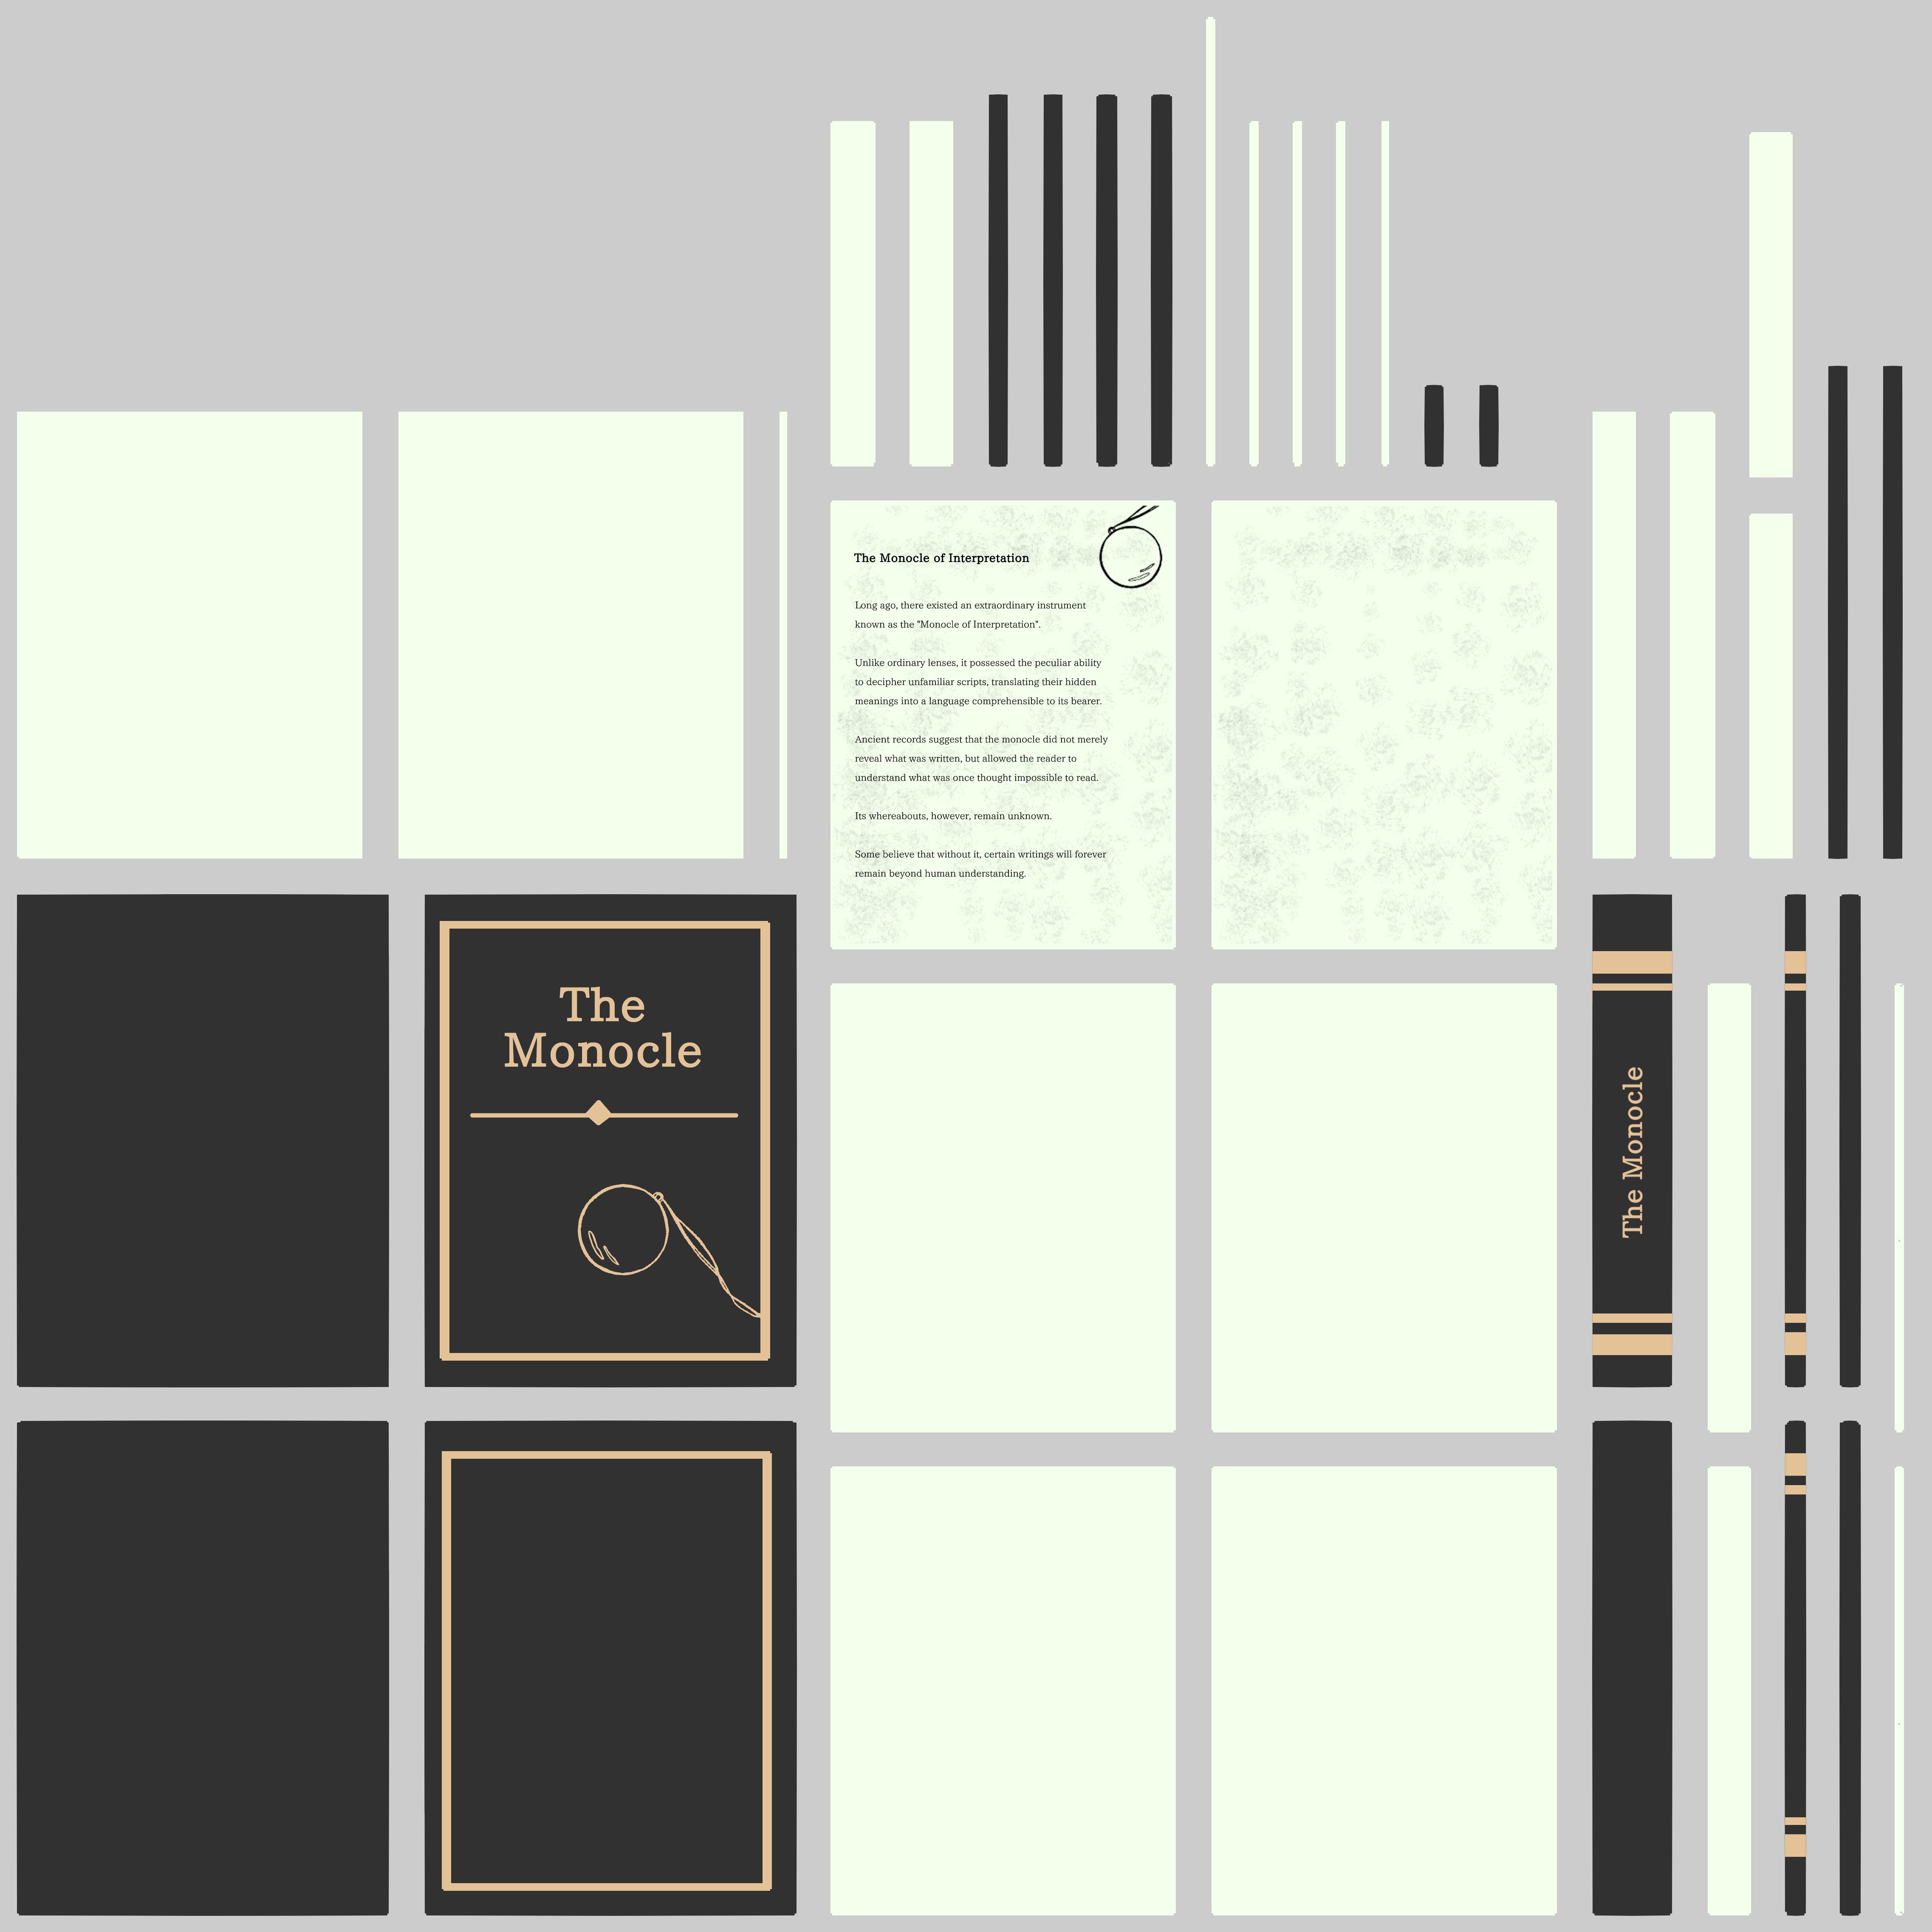 The Monocle of Interpretation
Long ago, there existed an extraordinary instrument
known as the "Monocle of Interpretation".
Unlike ordinary lenses, it possessed the peculiar ability
to decipher unfamiliar scripts, translating their hidden
meanings into a language comprehensible to its bearer.
Ancient records suggest that the monocle did not merely
reveal what was written, but allowed the reader to
understand what was once thought impossible to read.
Its whereabouts, however, remain unknown.
Some believe that without it, certain writings will forever
remain beyond human understanding.
The
Monocle
The Monocle